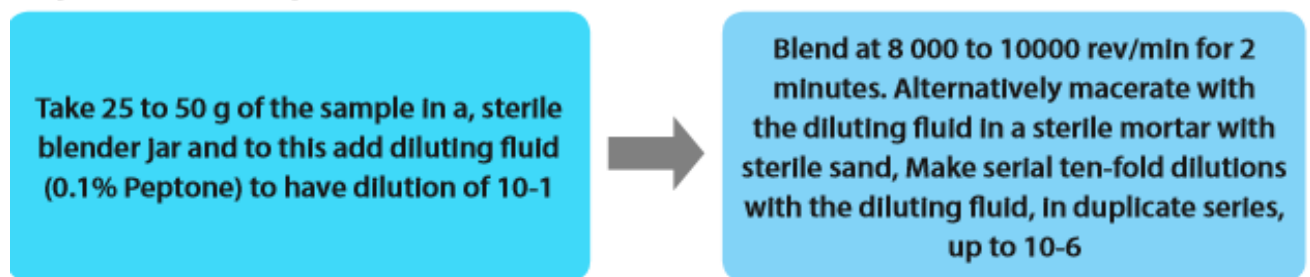 Take 25 to 50 g of the sample in a, sterile
blender jar and to this add diluting fluid
(0.1% Peptone) to have dilution of 10-1
Blend at 8 000 to 10000 rev/min for 2
minutes. Alternatively macerate with
the diluting fluid in a sterile mortar with
sterile sand, Make serial ten-fold dilutions
with the diluting fluid, in duplicate series,
up to 10-6